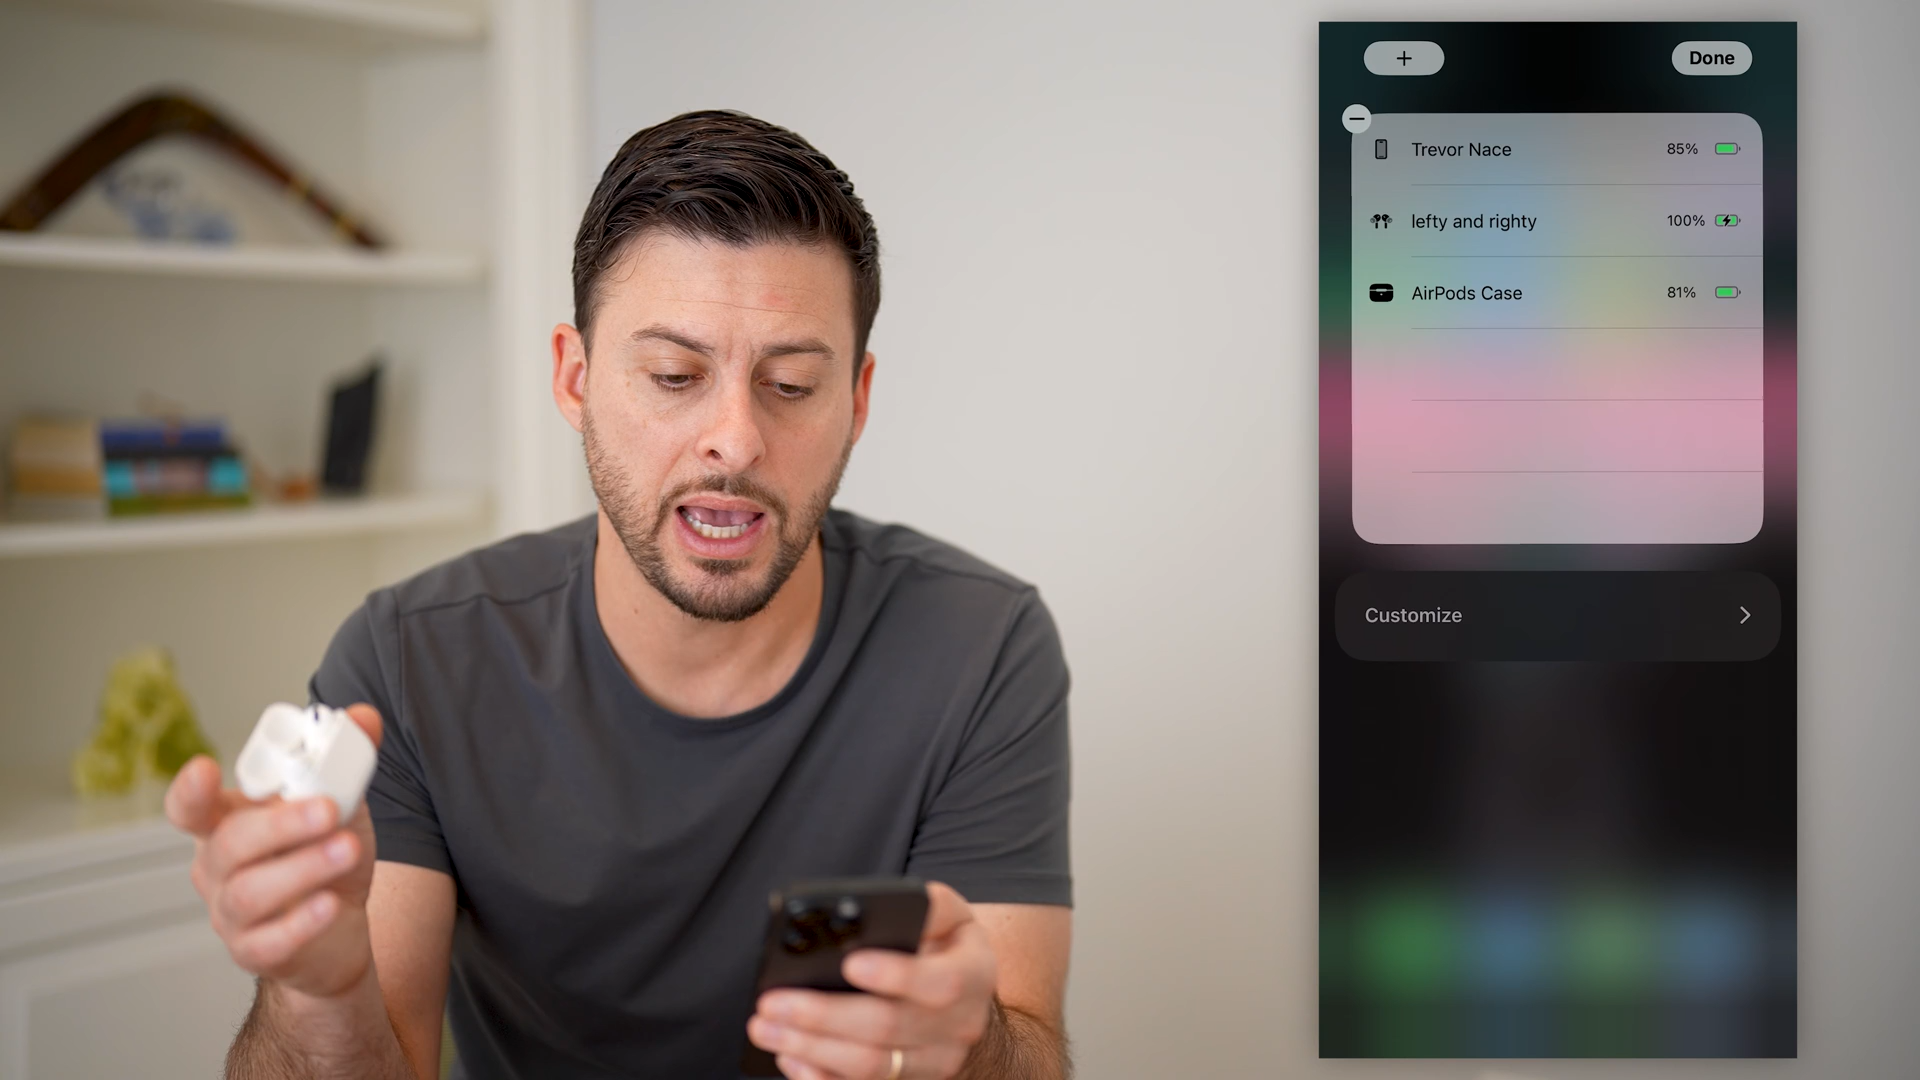 +
Done
Trevor Nace 85%
lefty and righty 100%
AirPods Case 81%
Customize